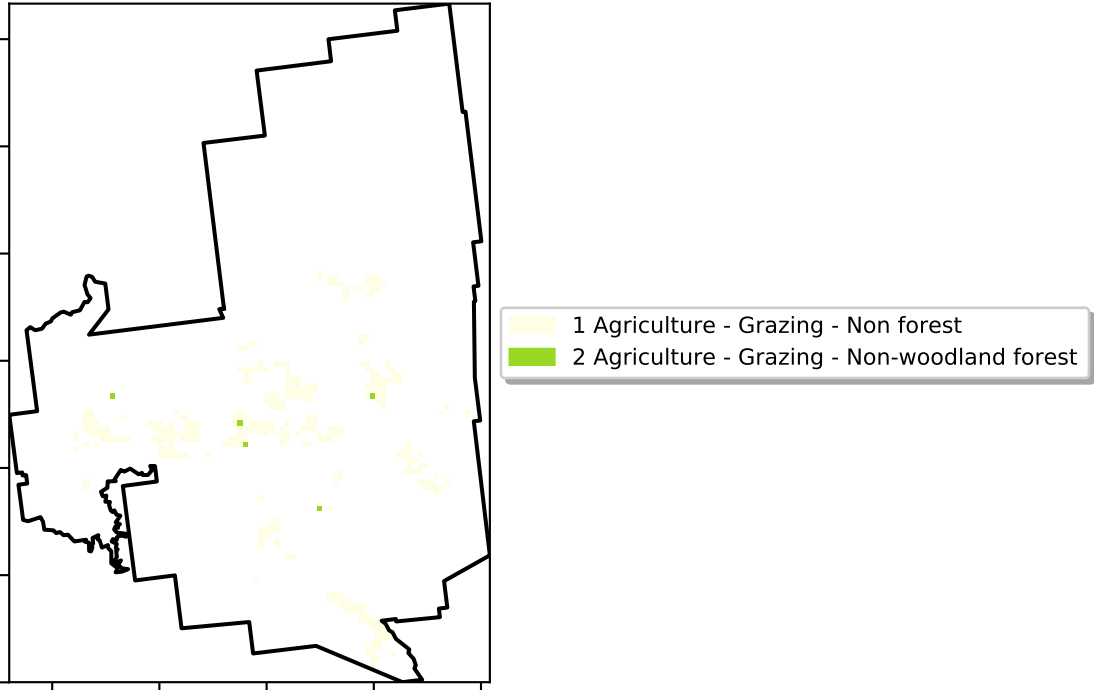 1 Agriculture - Grazing - Non forest
2 Agriculture - Grazing - Non-woodland forest